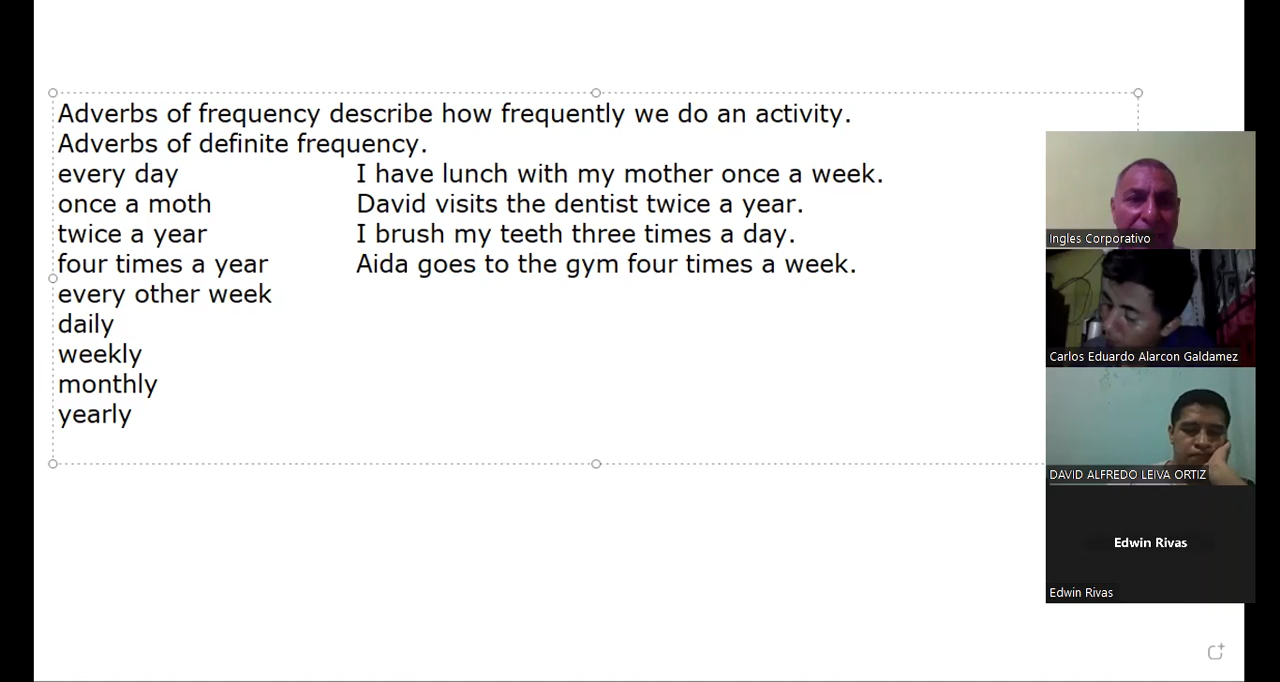 Adverbs of frequency describe how frequently we do an activity.
Adverbs of definite frequency.
every day I have lunch with my mother once a week.
once a moth David visits the dentist twice a year.
twice a year I brush my teeth three times a day.
four times a year Aida goes to the gym four times a week.
every other week
daily
weekly
monthly
yearly
Ingles Corporativo
Carlos Eduardo Alarcon Galdamez
DAVID ALFREDO LEIVA ORTIZ
Edwin Rivas
Edwin Rivas